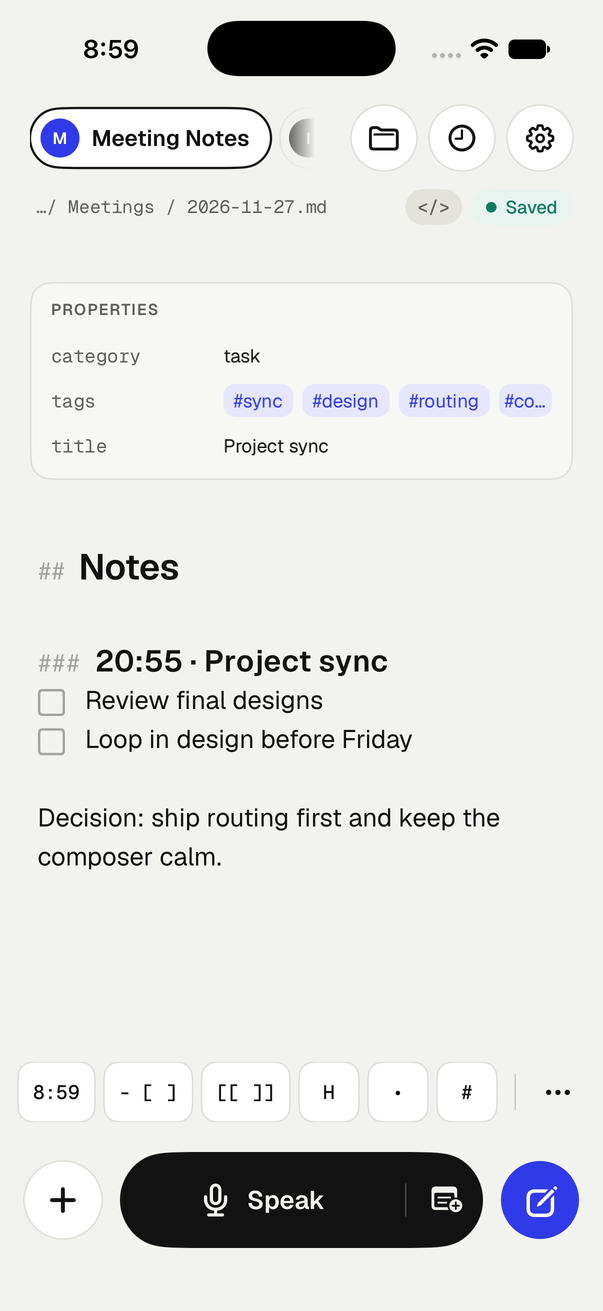 8:59
M Meeting Notes
…/ Meetings / 2026-11-27.md </> Saved
PROPERTIES
category task
tags #sync #design #routing #co…
title Project sync
## Notes
### 20:55 · Project sync
Review final designs
Loop in design before Friday
Decision: ship routing first and keep the
composer calm.
8:59 - [ ] [[ ]] H • # •••
Speak